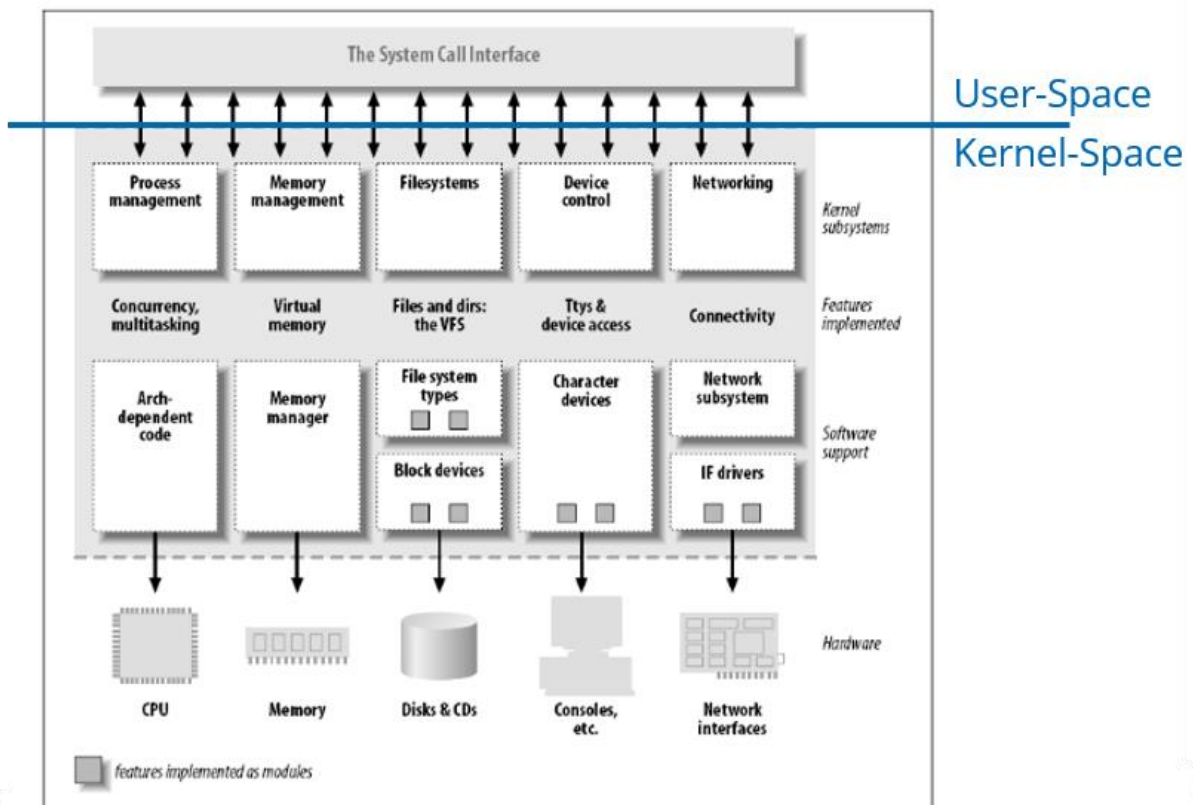 The System Call Interface
User-Space
Kernel-Space
Process
management
Memory
management
Filesystems
Device
control
Networking
Kernel
subsystems
Concurrency,
multitasking
Virtual
memory
Files and dirs:
the VFS
Ttys &
device access
Connectivity
Features
implemented
Arch-
dependent
code
Memory
manager
File system
types
Character
devices
Network
subsystem
Software
support
Block devices
IF drivers
Hardware
CPU
Memory
Disks & CDs
Consoles,
etc.
Network
interfaces
features implemented as modules